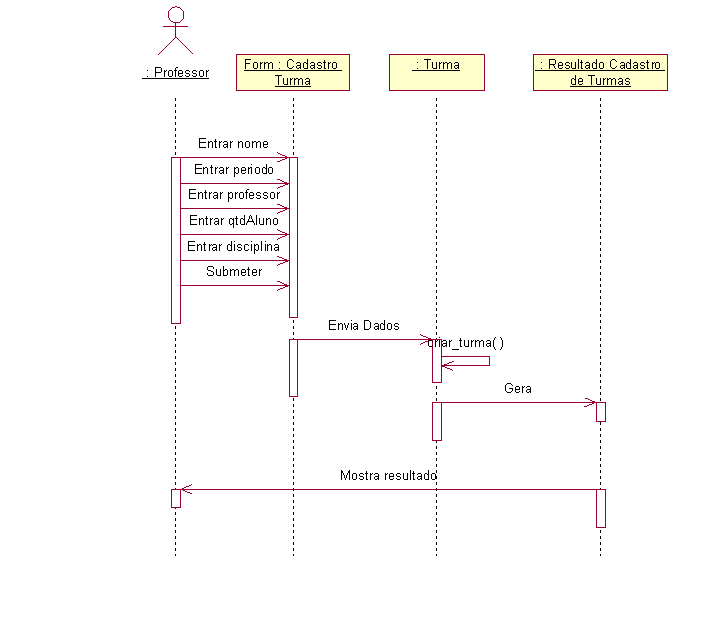 : Professor
Form : Cadastro
Turma
: Turma
: Resultado Cadastro
de Turmas
Entrar nome
Entrar periodo
Entrar professor
Entrar qtdAluno
Entrar disciplina
Submeter
Envia Dados
criar_turma( )
Gera
Mostra resultado